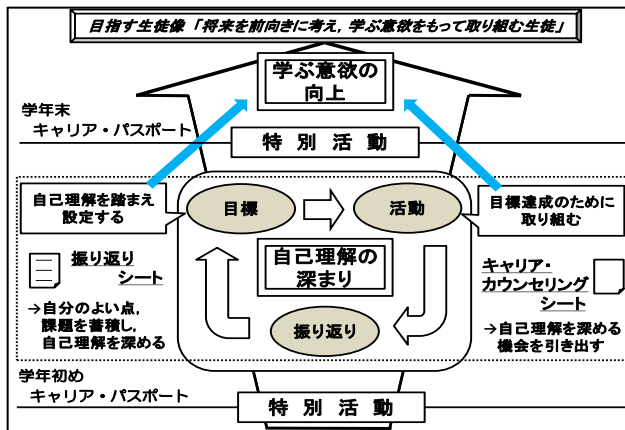 目指す生徒像「将来を前向きに考え，学ぶ意欲をもって取り組む生徒」
学ぶ意欲の
向上
学年末
キャリア・パスポート
特別活動
自己理解を踏まえ
設定する
目標
活動
目標達成のために
取り組む
振り返り
シート
自己理解の
深まり
キャリア・
カウンセリング
シート
→自分のよい点，
課題を蓄積し，
自己理解を深める
振り返り
→自己理解を深める
機会を引き出す
学年初め
キャリア・パスポート
特別活動